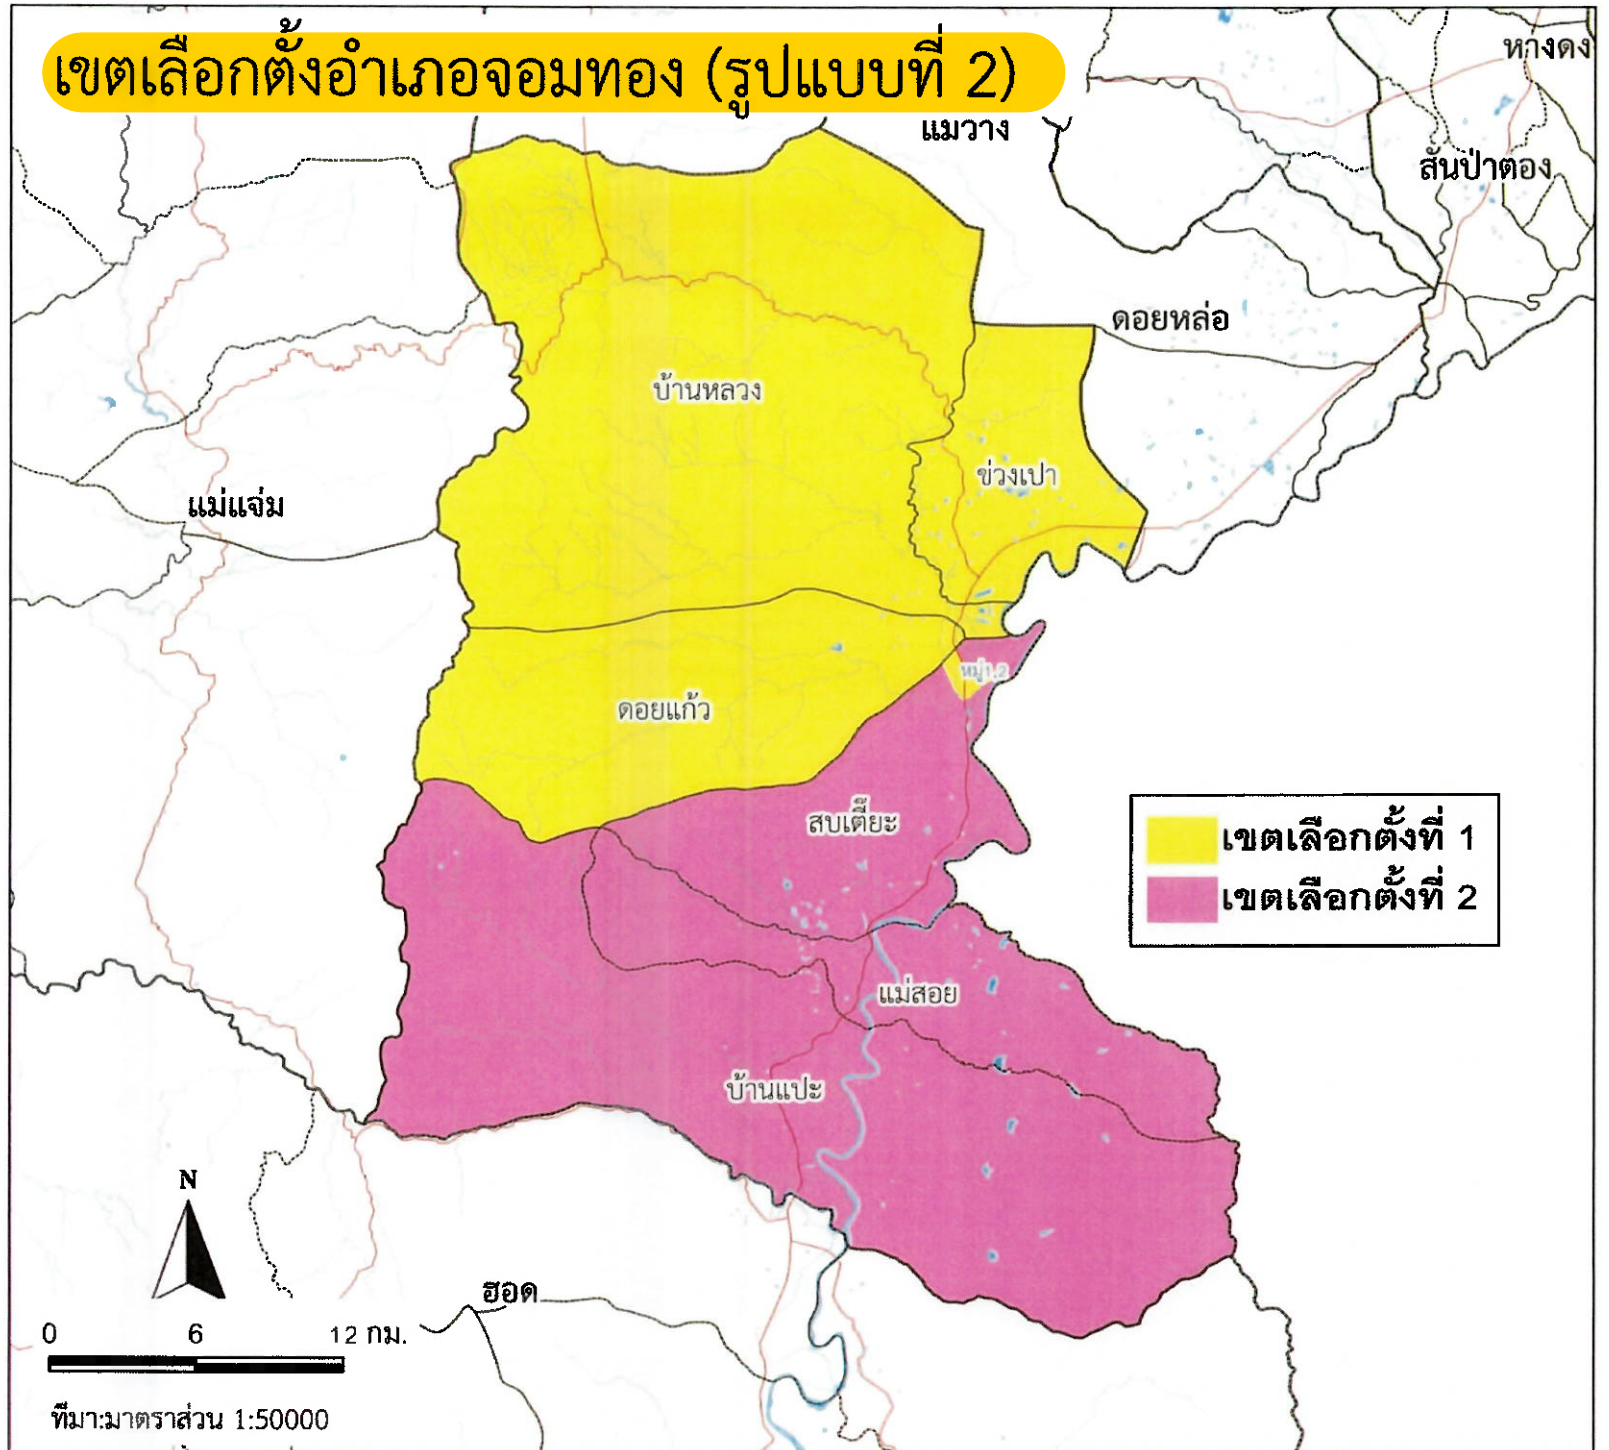 เขตเลือกตั้งอำเภอจอมทอง (รูปแบบที่ 2)
หางดง
แมวาง
สันป่าตอง
ดอยหล่อ
บ้านหลวง
ข่วงเปา
แม่แจ่ม
หมู่1,2
ดอยแก้ว
สบเตี๊ยะ
เขตเลือกตั้งที่ 1
เขตเลือกตั้งที่ 2
แม่สอย
บ้านแปะ
N
ฮอด
0 6 12 กม.
ที่มา:มาตราส่วน 1:50000